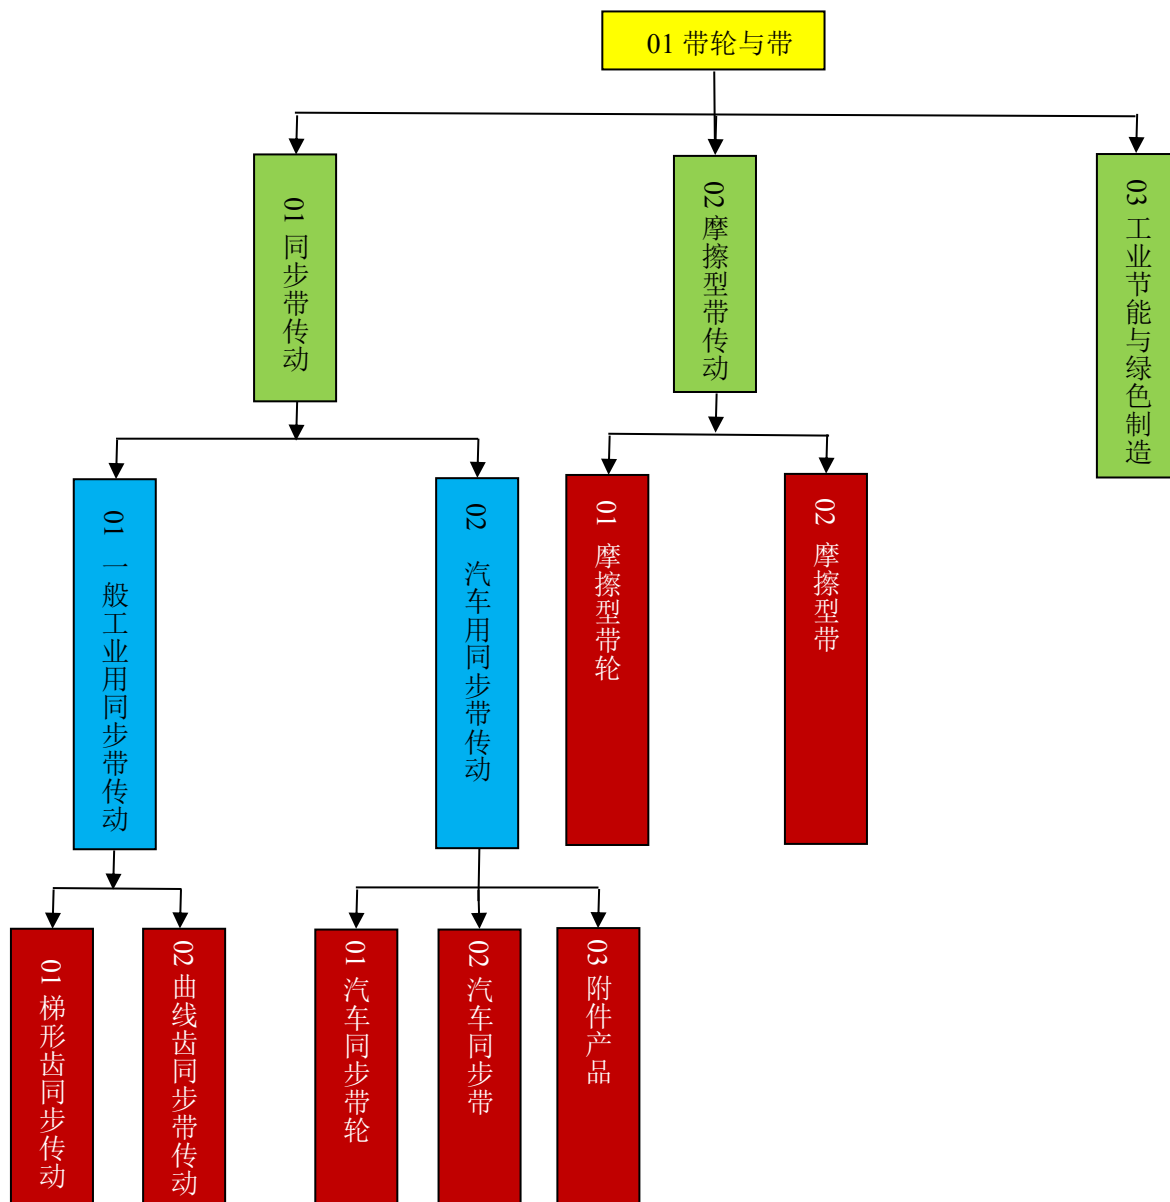 01 带轮与带
01 同步带传动
02 摩擦型带传动
03 工业节能与绿色制造
01 一般工业用同步带传动
02 汽车用同步带传动
01 摩擦型带轮
02 摩擦型带
01 梯形齿同步传动
02 曲线齿同步带传动
01 汽车同步带轮
02 汽车同步带
03 附件产品